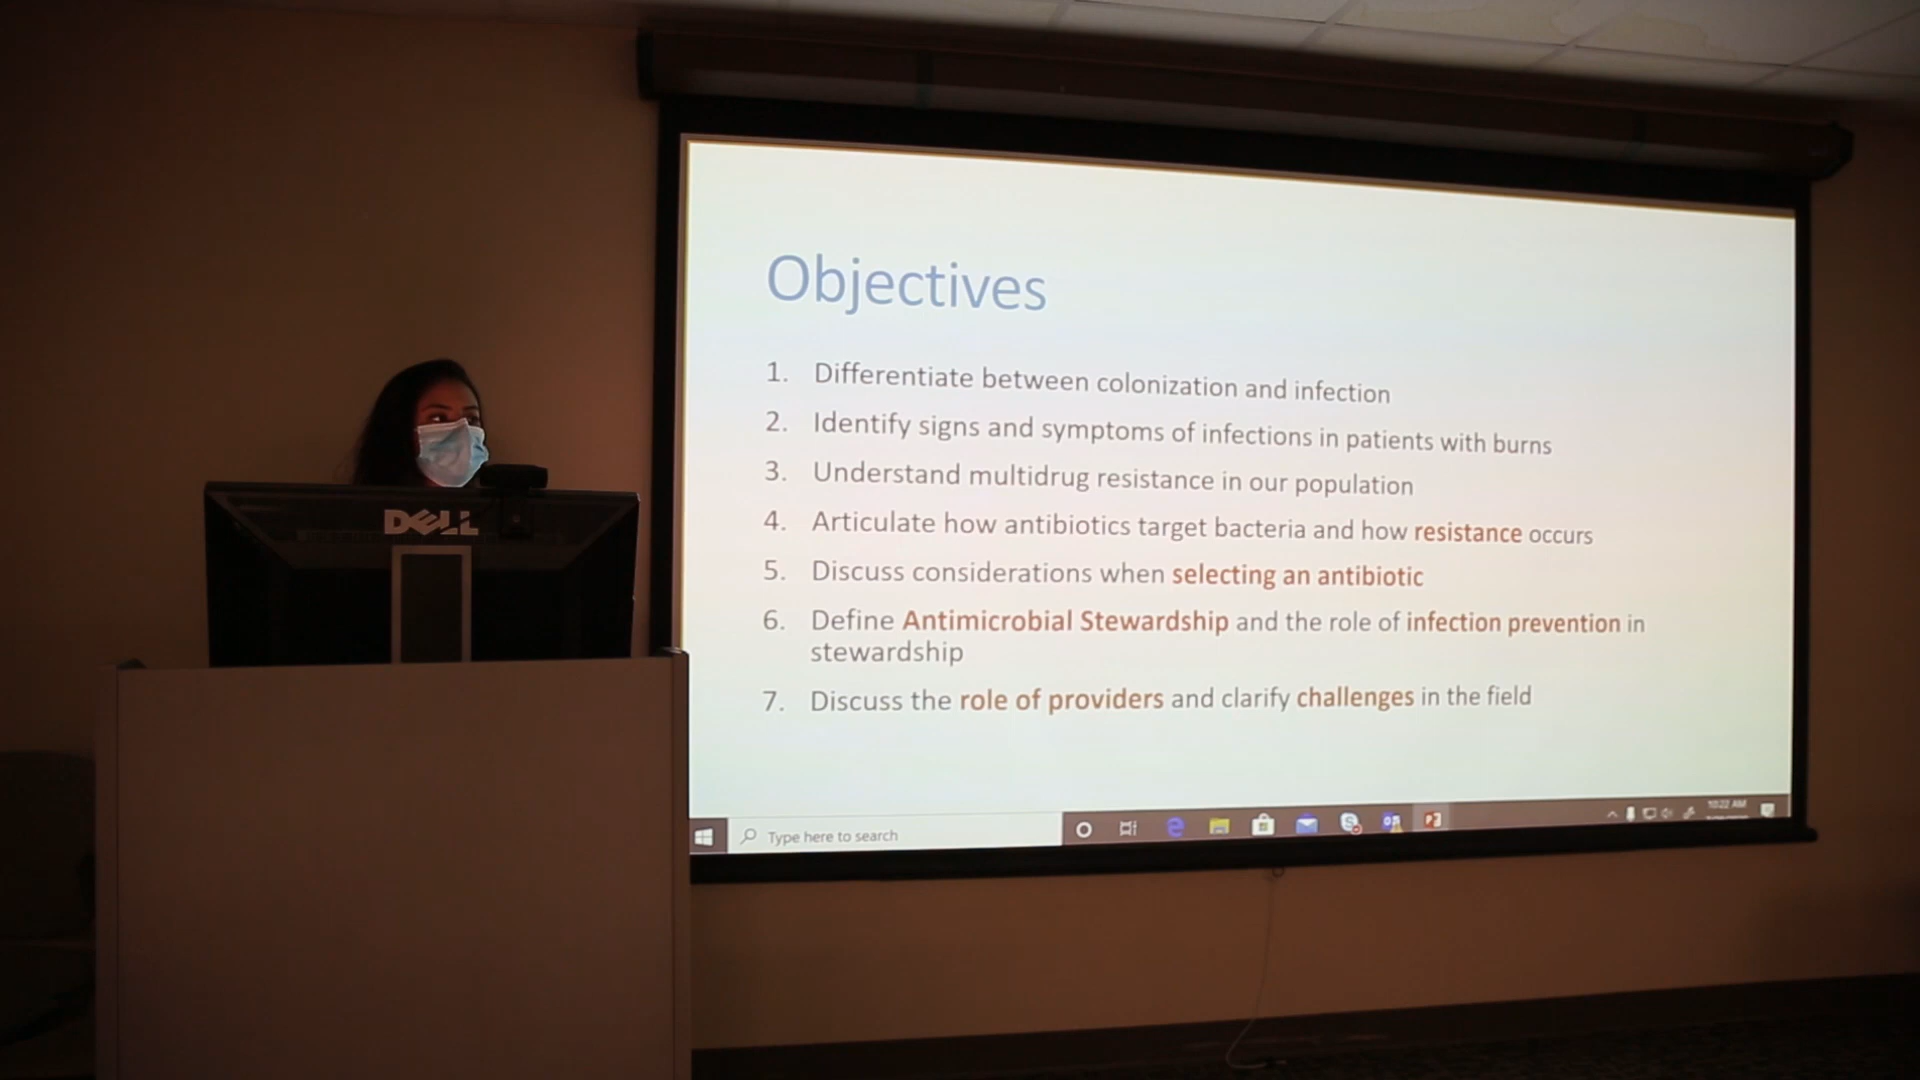 Objectives
1. Differentiate between colonization and infection
2. Identify signs and symptoms of infections in patients with burns
3. Understand multidrug resistance in our population
4. Articulate how antibiotics target bacteria and how resistance occurs
5. Discuss considerations when selecting an antibiotic
6. Define Antimicrobial Stewardship and the role of infection prevention in
stewardship
7. Discuss the role of providers and clarify challenges in the field
DELL
Type here to search
10:22 AM